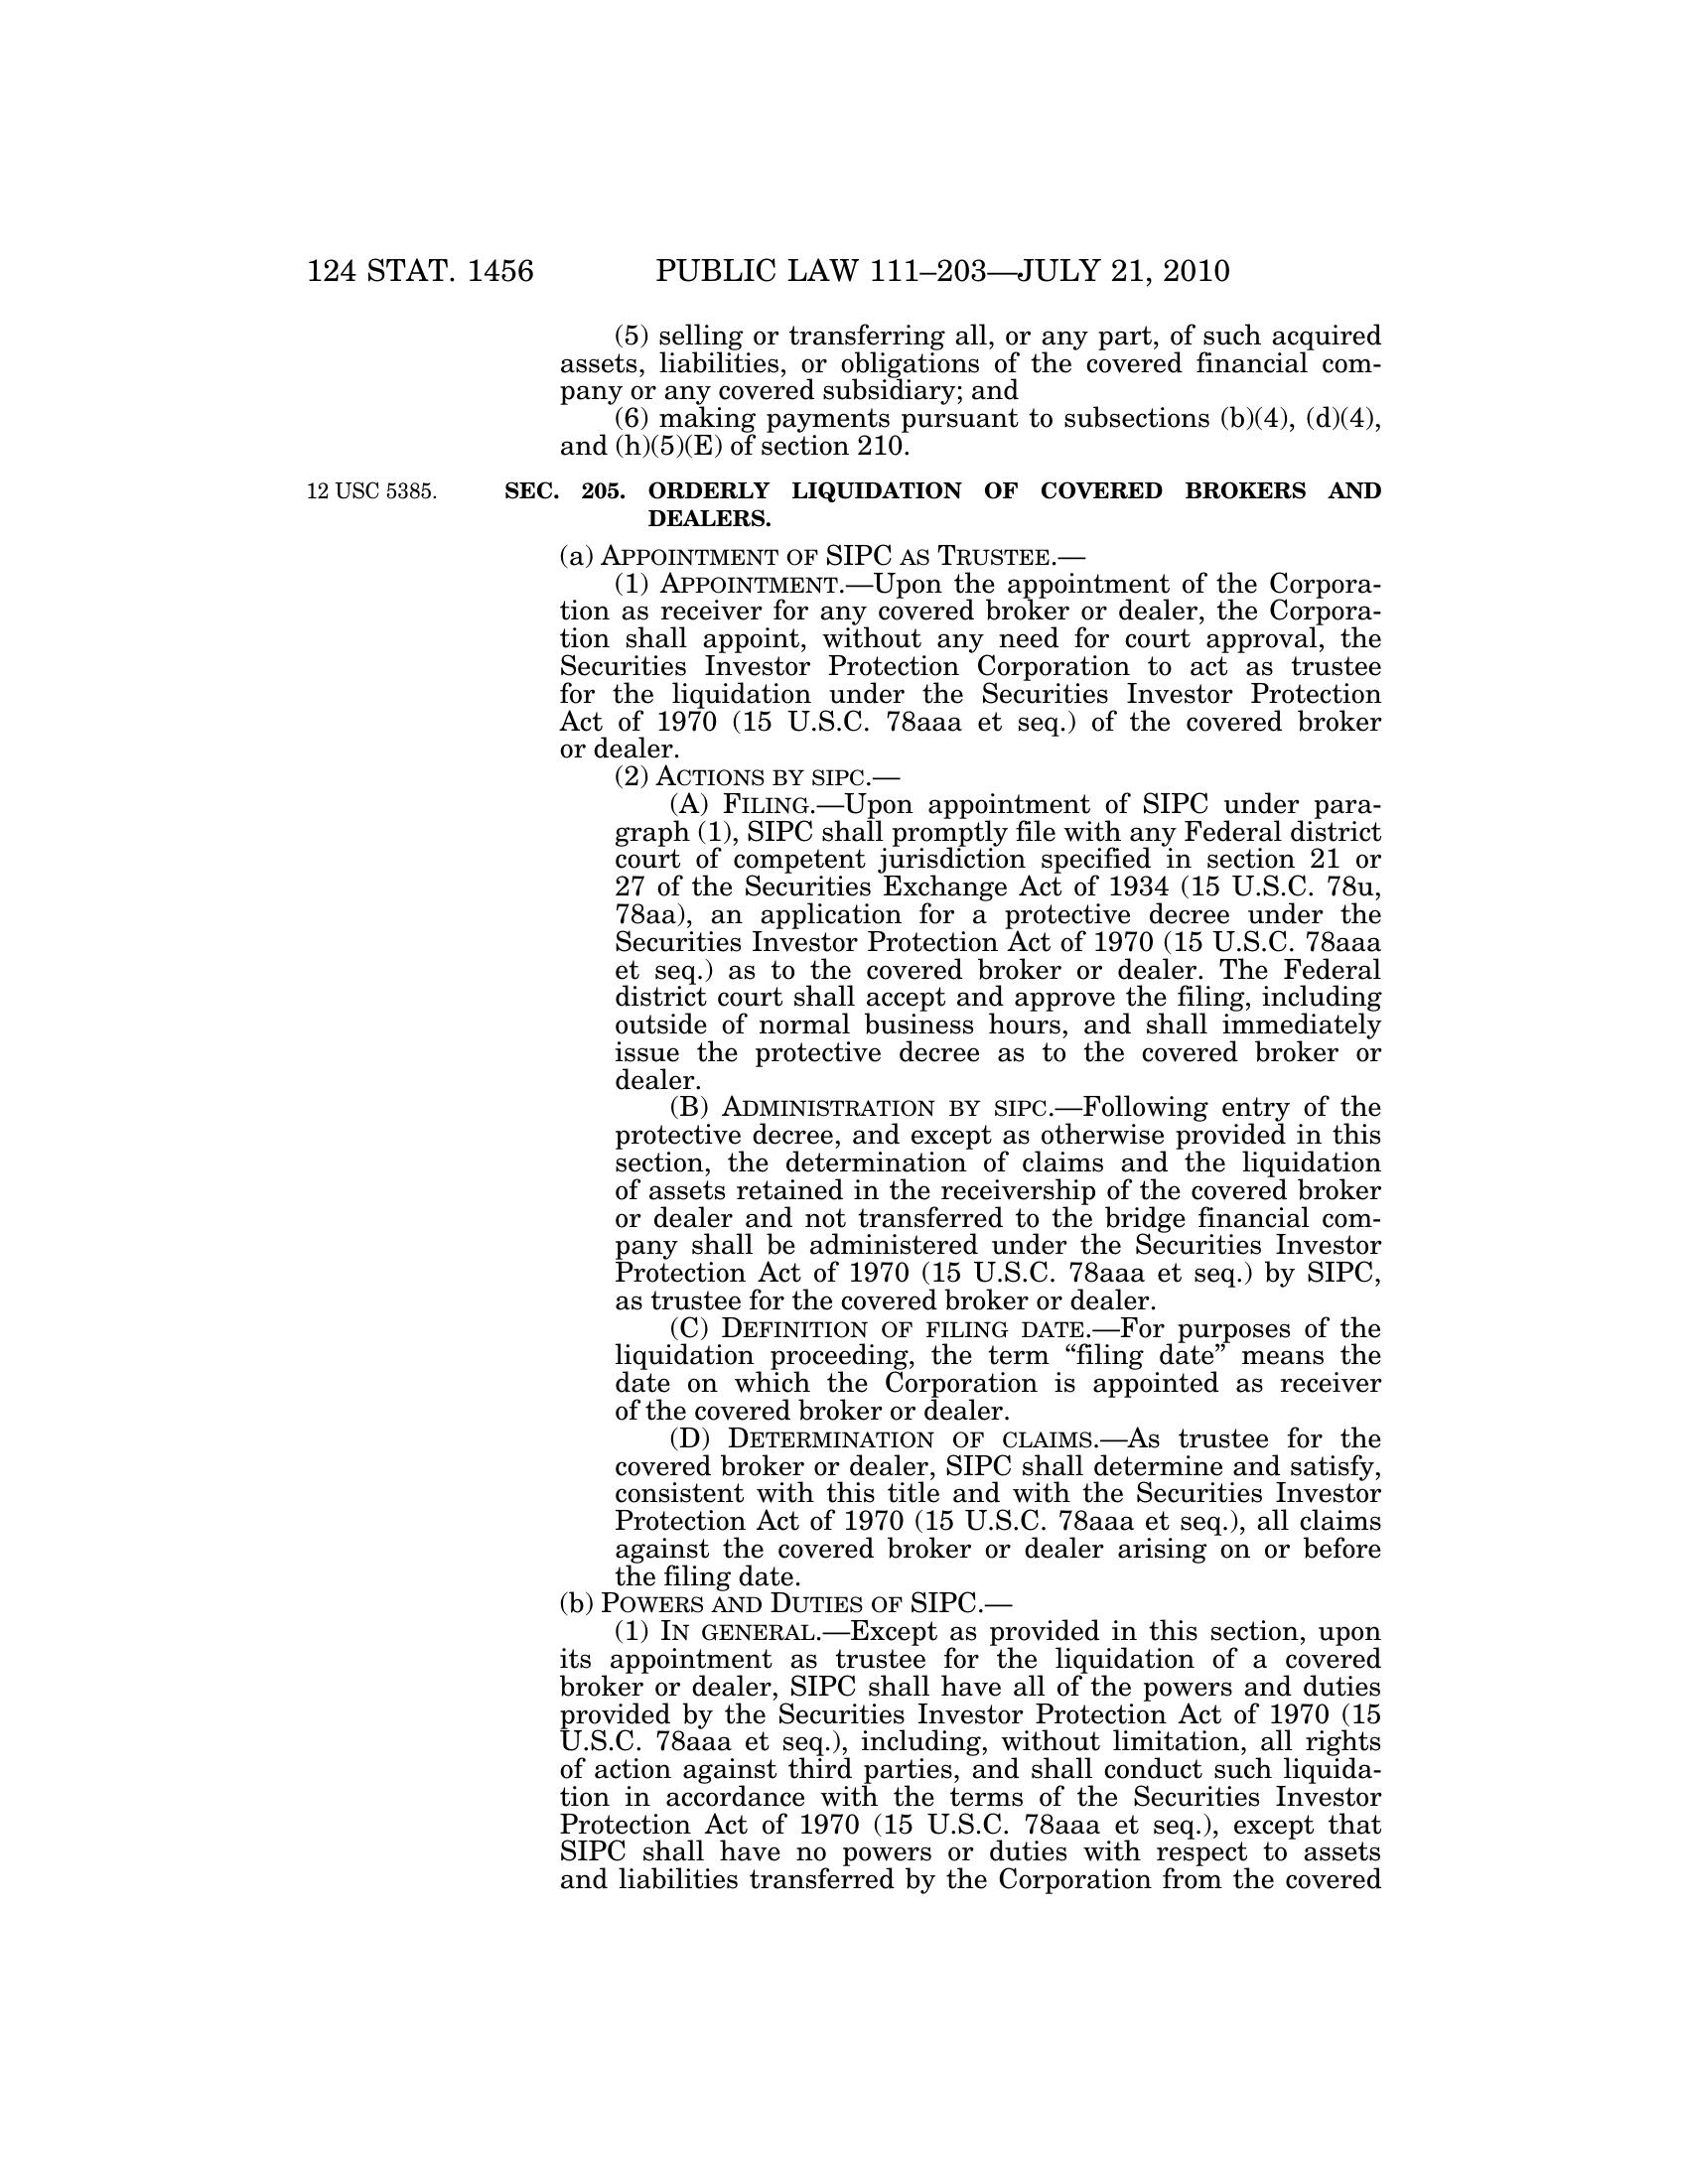 124 STAT. 1456 PUBLIC LAW 111–203—JULY 21, 2010
(5) selling or transferring all, or any part, of such acquired
assets, liabilities, or obligations of the covered financial com-
pany or any covered subsidiary; and
(6) making payments pursuant to subsections (b)(4), (d)(4),
and (h)(5)(E) of section 210.
12 USC 5385.
SEC. 205. ORDERLY LIQUIDATION OF COVERED BROKERS AND
DEALERS.
(a) APPOINTMENT OF SIPC AS TRUSTEE.—
(1) APPOINTMENT.—Upon the appointment of the Corpora-
tion as receiver for any covered broker or dealer, the Corpora-
tion shall appoint, without any need for court approval, the
Securities Investor Protection Corporation to act as trustee
for the liquidation under the Securities Investor Protection
Act of 1970 (15 U.S.C. 78aaa et seq.) of the covered broker
or dealer.
(2) ACTIONS BY SIPC.—
(A) FILING.—Upon appointment of SIPC under para-
graph (1), SIPC shall promptly file with any Federal district
court of competent jurisdiction specified in section 21 or
27 of the Securities Exchange Act of 1934 (15 U.S.C. 78u,
78aa), an application for a protective decree under the
Securities Investor Protection Act of 1970 (15 U.S.C. 78aaa
et seq.) as to the covered broker or dealer. The Federal
district court shall accept and approve the filing, including
outside of normal business hours, and shall immediately
issue the protective decree as to the covered broker or
dealer.
(B) ADMINISTRATION BY SIPC.—Following entry of the
protective decree, and except as otherwise provided in this
section, the determination of claims and the liquidation
of assets retained in the receivership of the covered broker
or dealer and not transferred to the bridge financial com-
pany shall be administered under the Securities Investor
Protection Act of 1970 (15 U.S.C. 78aaa et seq.) by SIPC,
as trustee for the covered broker or dealer.
(C) DEFINITION OF FILING DATE.—For purposes of the
liquidation proceeding, the term “filing date” means the
date on which the Corporation is appointed as receiver
of the covered broker or dealer.
(D) DETERMINATION OF CLAIMS.—As trustee for the
covered broker or dealer, SIPC shall determine and satisfy,
consistent with this title and with the Securities Investor
Protection Act of 1970 (15 U.S.C. 78aaa et seq.), all claims
against the covered broker or dealer arising on or before
the filing date.
(b) POWERS AND DUTIES OF SIPC.—
(1) IN GENERAL.—Except as provided in this section, upon
its appointment as trustee for the liquidation of a covered
broker or dealer, SIPC shall have all of the powers and duties
provided by the Securities Investor Protection Act of 1970 (15
U.S.C. 78aaa et seq.), including, without limitation, all rights
of action against third parties, and shall conduct such liquida-
tion in accordance with the terms of the Securities Investor
Protection Act of 1970 (15 U.S.C. 78aaa et seq.), except that
SIPC shall have no powers or duties with respect to assets
and liabilities transferred by the Corporation from the covered